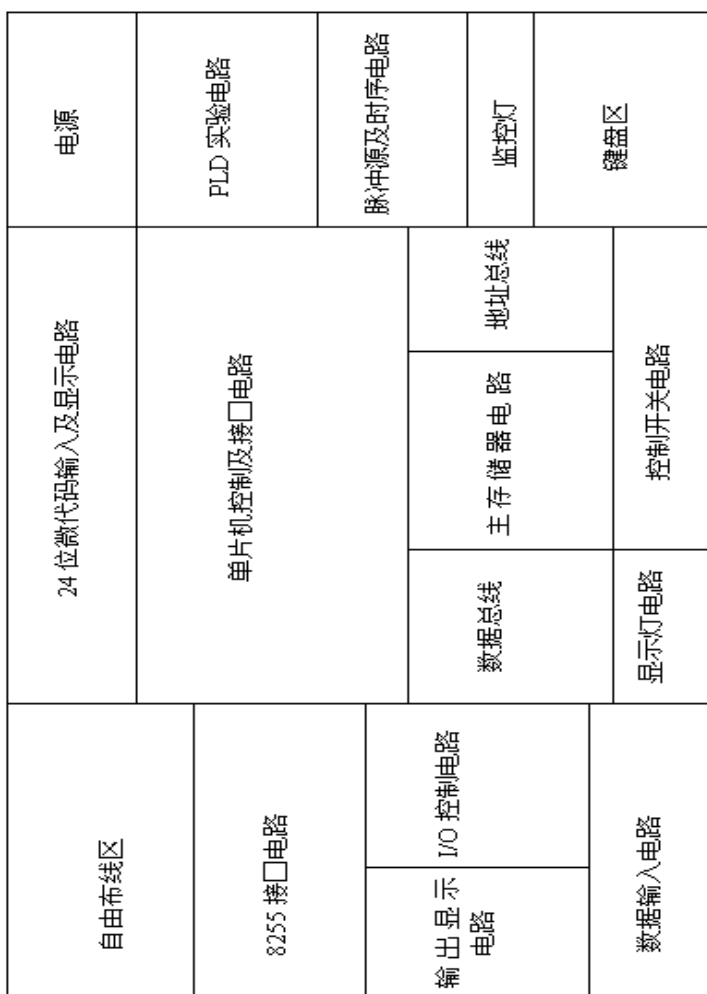 自由布线区
24 位微代码输入及显示电路
电源
8255 接口电路
单片机控制及接口电路
PLD 实验电路
脉冲源及时序电路
输出显示
电路
I/O 控制电路
数据总线
主存储器电路
地址总线
监控灯
数据输入电路
显示灯电路
控制开关电路
键盘区